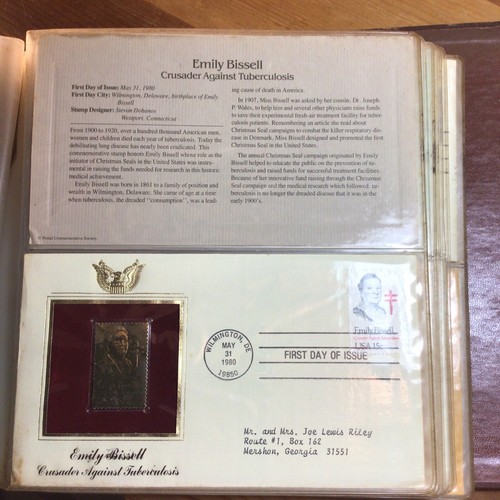 Emily Bissell
Crusader Against Tuberculosis
First Day of Issue: May 31, 1980
First Day City: Wilmington, Delaware, birthplace of Emily
Bissell
Stamp Designer: Stevan Dohanos
Westport, Connecticut
From 1900 to 1920, over a hundred thousand American men,
women and children died each year of tuberculosis. Today the
debilitating lung disease has nearly been eradicated. This
commemorative stamp honors Emily Bissell whose role as the
initiator of Christmas Seals in the United States was instru-
mental in raising the funds needed for research in this historic
medical achievement.
Emily Bissell was born in 1861 to a family of position and
wealth in Wilmington, Delaware. She came of age at a time
when tuberculosis, the dreaded "consumption", was a lead-
ing cause of death in America.
In 1907, Miss Bissell was asked by her cousin, Dr. Joseph
P. Wales, to help him and several other physicians raise funds
to save their experimental fresh air treatment facility for tuber-
culosis patients. Remembering an article she read about
Christmas Seal campaigns to combat the killer respiratory dis-
ease in Denmark, Miss Bissell designed and promoted the first
Christmas Seal in the United States.
The annual Christmas Seal campaign originated by Emily
Bissell helped to educate the public on the prevention of tu-
berculosis and raised funds for successful treatment facilities.
Because of her innovative fund raising through the Christmas
Seal campaign and the medical research which followed, tu-
berculosis is no longer the dreaded disease that it was in the
early 1900's.
© Postal Commemorative Society
Emily Bissell
Crusader Against Tuberculosis
USA 15c
WILMINGTON, DE
MAY
31
1980
19850
FIRST DAY OF ISSUE
Mr. and Mrs. Joe Lewis Riley
Route #1, Box 162
Mershon, Georgia 31551
Emily Bissell
Crusader Against Tuberculosis